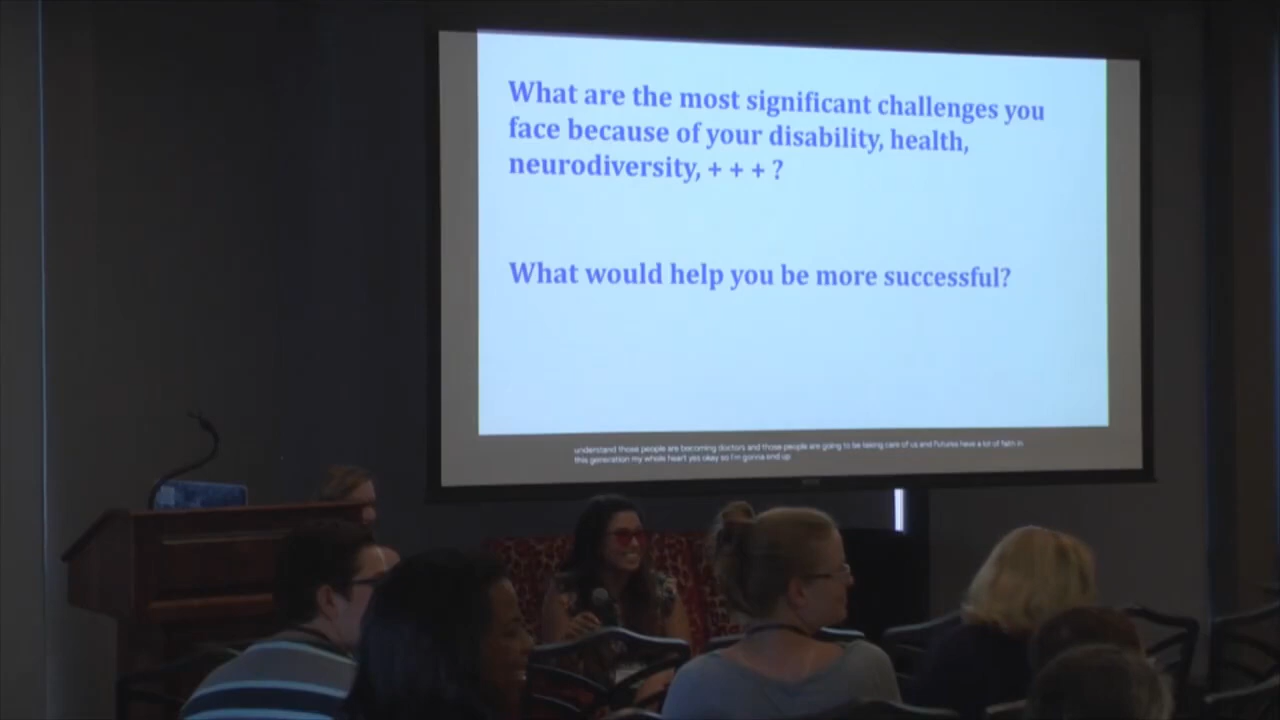 What are the most significant challenges you
face because of your disability, health,
neurodiversity, + + + ?
What would help you be more successful?
understand those people are becoming doctors and those people are going to be taking care of us and Futures have a lot of faith in
this generation my whole heart yes okay so I'm gonna end up